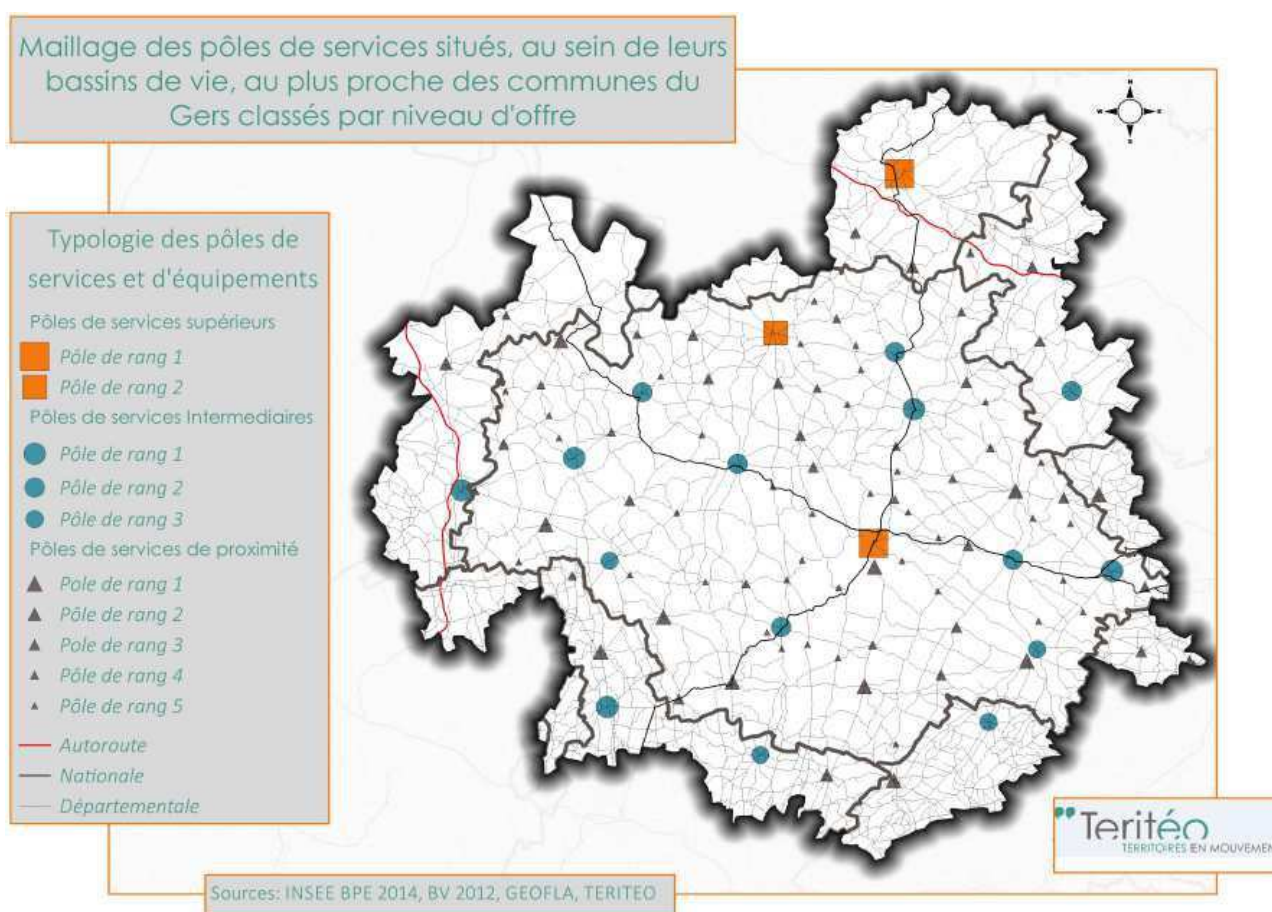 Maillage des pôles de services situés, au sein de leurs
bassins de vie, au plus proche des communes du
Gers classés par niveau d'offre
N
W
E
S
Typologie des pôles de
services et d'équipements
Pôles de services supérieurs
Pôle de rang 1
Pôle de rang 2
Pôles de services Intermediaires
Pôle de rang 1
Pôle de rang 2
Pôle de rang 3
Pôles de services de proximité
Pole de rang 1
Pôle de rang 2
Pôle de rang 3
Pôle de rang 4
Pôle de rang 5
Autoroute
Nationale
Départementale
Teritéo
TERRITOIRES EN MOUVEMEN
Sources: INSEE BPE 2014, BV 2012, GEOFLA, TERITEO